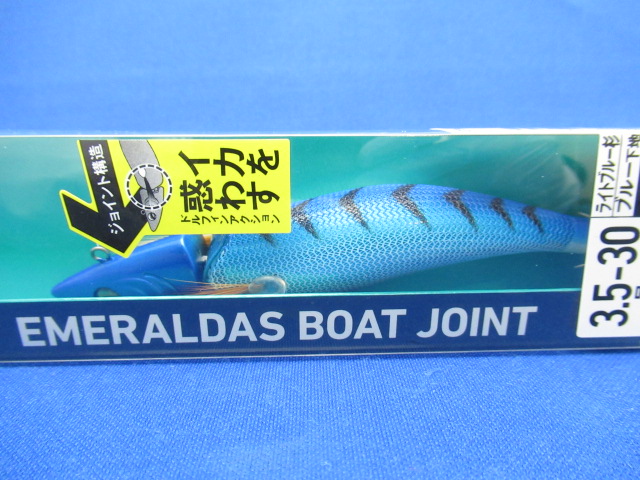 ジョイント構造
イカを
惑わす
ドルフィンアクション
EMERALDAS BOAT JOINT
ライトブルー杉
ブルー下地
3.5-30